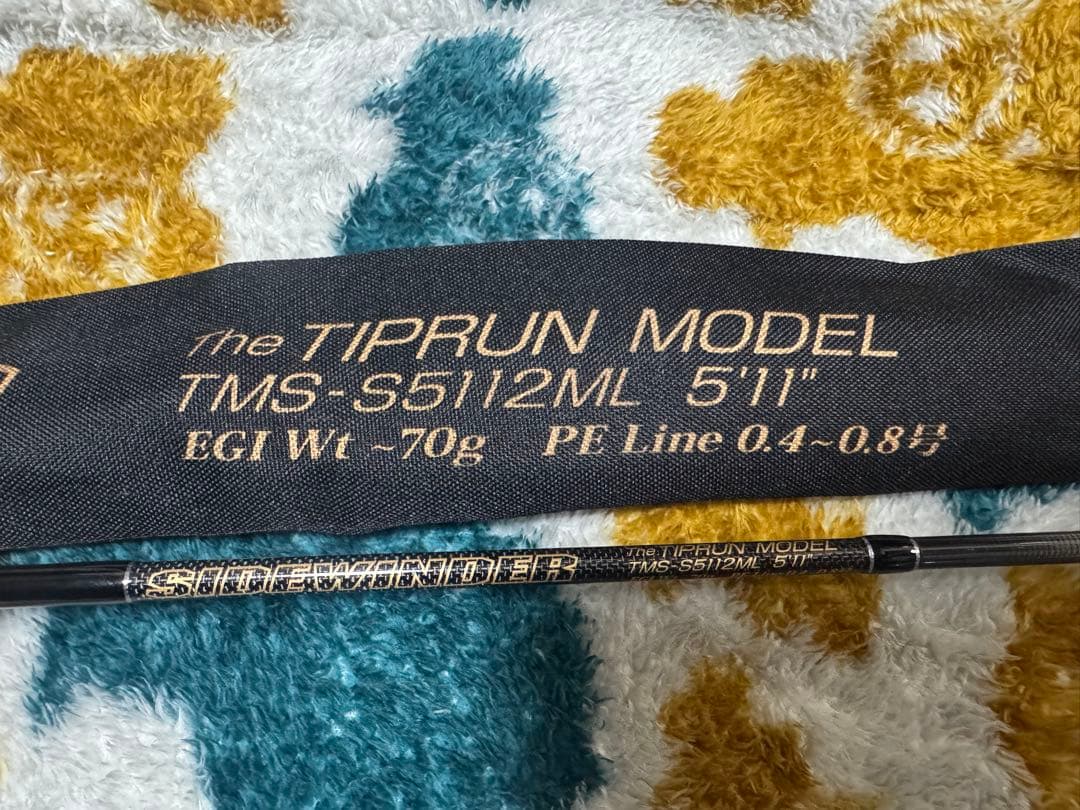 The TIPRUN MODEL
TMS-S5112ML 5'11"
EGI Wt ~70g PE Line 0.4~0.8号
SIDEWINDER
The TIPRUN MODEL
TMS-S5112ML 5'11"